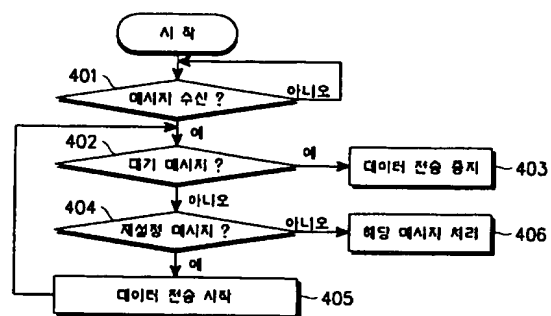 시 작
401
메시지 수신 ?
아니오
예
402
대기 메시지 ?
예
데이터 전송 중지
403
아니오
404
재설정 메시지 ?
아니오
해당 메시지 처리
406
예
데이터 전송 시작
405